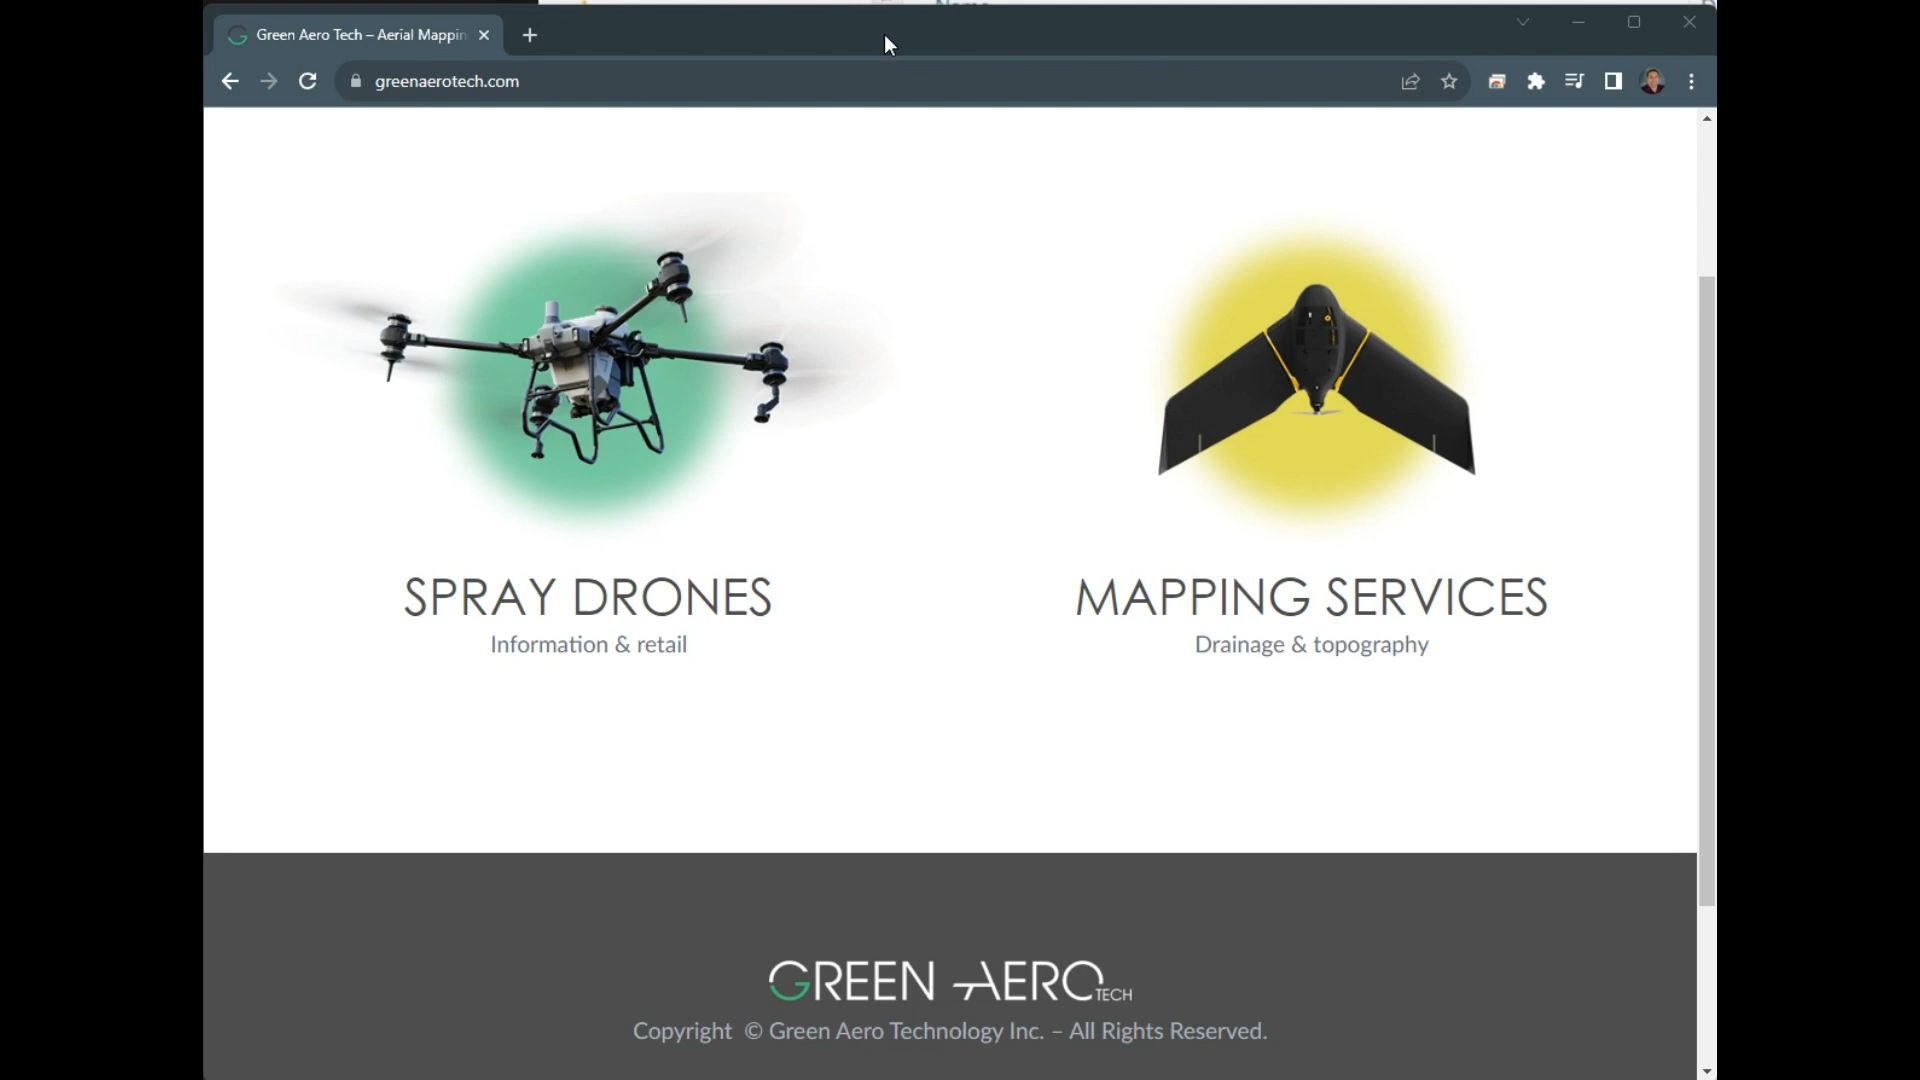 Green Aero Tech – Aerial Mappin
greenaerotech.com
SPRAY DRONES
Information & retail
MAPPING SERVICES
Drainage & topography
GREEN AERO TECH
Copyright © Green Aero Technology Inc. – All Rights Reserved.